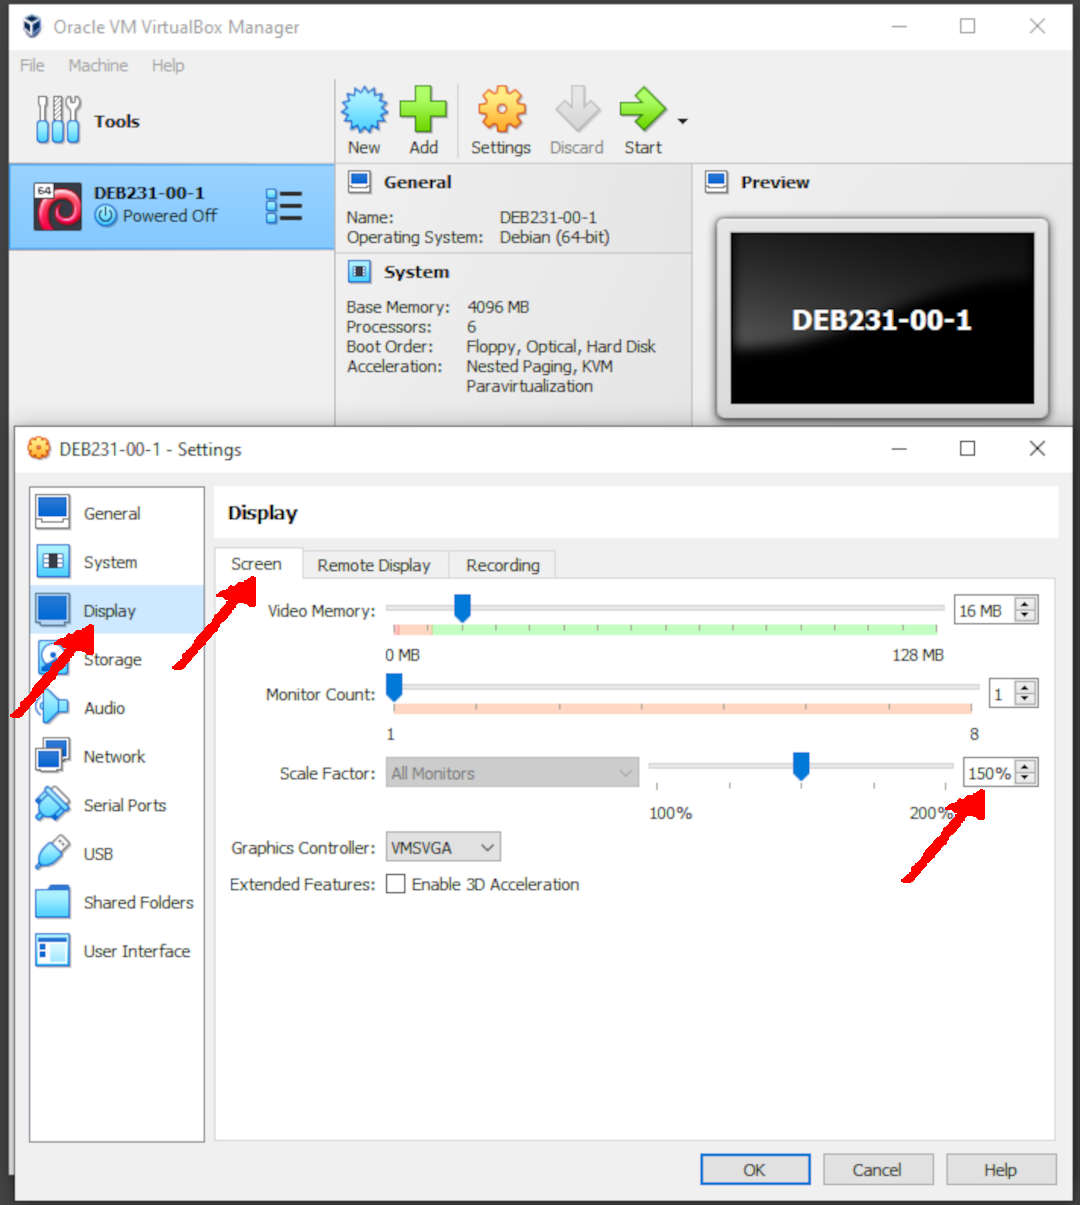 Oracle VM VirtualBox Manager
File Machine Help
Tools
New Add Settings Discard Start
64
DEB231-00-1
Powered Off
General
Name: DEB231-00-1
Operating System: Debian (64-bit)
System
Base Memory: 4096 MB
Processors: 6
Boot Order: Floppy, Optical, Hard Disk
Acceleration: Nested Paging, KVM
Paravirtualization
Preview
DEB231-00-1
DEB231-00-1 - Settings
General
System
Display
Storage
Audio
Network
Serial Ports
USB
Shared Folders
User Interface
Display
Screen Remote Display Recording
Video Memory: 16 MB
0 MB 128 MB
Monitor Count: 1
1 8
Scale Factor: All Monitors 150%
100% 200%
Graphics Controller: VMSVGA
Extended Features: Enable 3D Acceleration
OK Cancel Help